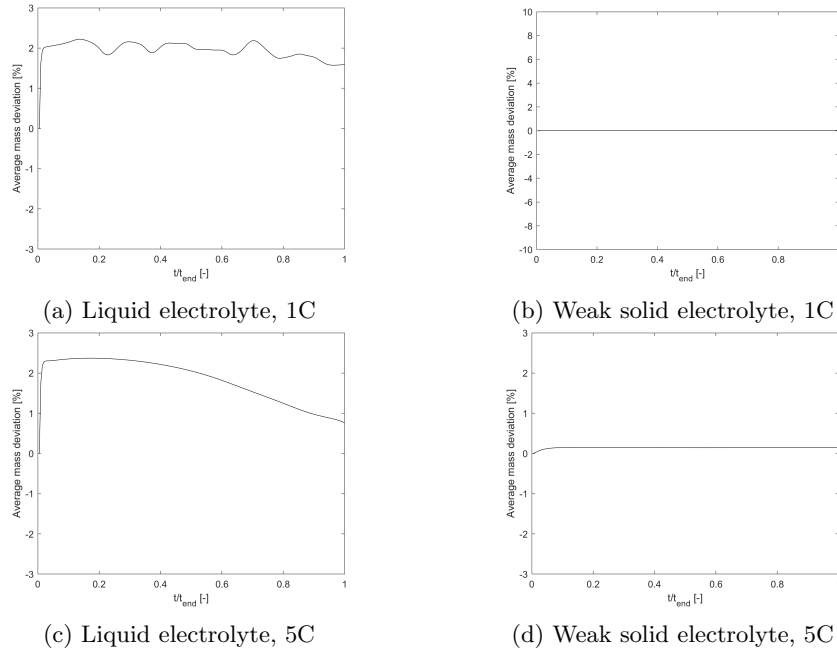 3
2
1
0
-1
-2
-3
Average mass deviation [%]
0 0.2 0.4 0.6 0.8 1
t/t_end [-]
(a) Liquid electrolyte, 1C
10
8
6
4
2
0
-2
-4
-6
-8
-10
Average mass deviation [%]
0 0.2 0.4 0.6 0.8
t/t_end [-]
(b) Weak solid electrolyte, 1C
3
2
1
0
-1
-2
-3
Average mass deviation [%]
0 0.2 0.4 0.6 0.8 1
t/t_end [-]
(c) Liquid electrolyte, 5C
3
2
1
0
-1
-2
-3
Average mass deviation [%]
0 0.2 0.4 0.6 0.8
t/t_end [-]
(d) Weak solid electrolyte, 5C